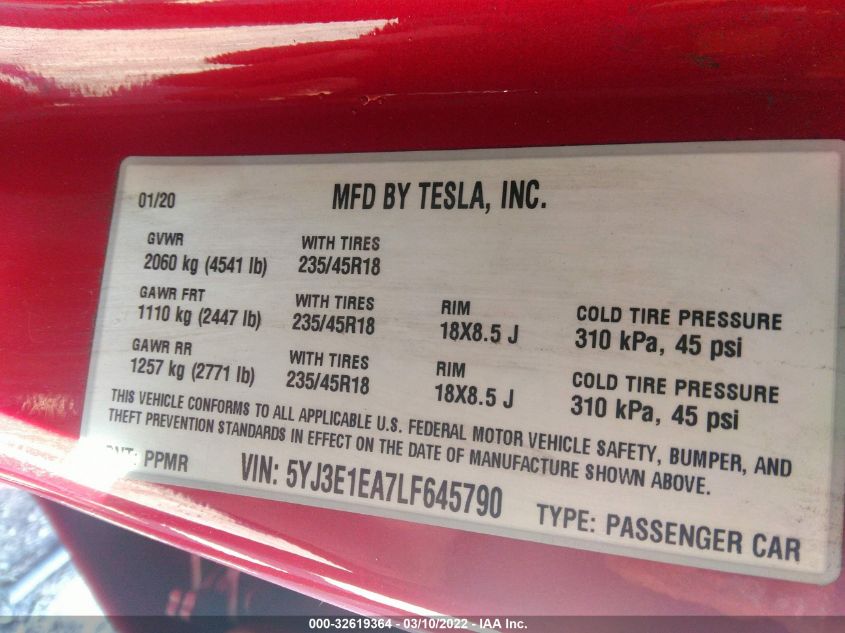 01/20 MFD BY TESLA, INC.
GVWR WITH TIRES
2060 kg (4541 lb) 235/45R18
GAWR FRT WITH TIRES RIM COLD TIRE PRESSURE
1110 kg (2447 lb) 235/45R18 18X8.5 J 310 kPa, 45 psi
GAWR RR WITH TIRES RIM COLD TIRE PRESSURE
1257 kg (2771 lb) 235/45R18 18X8.5 J 310 kPa, 45 psi
THIS VEHICLE CONFORMS TO ALL APPLICABLE U.S. FEDERAL MOTOR VEHICLE SAFETY, BUMPER, AND
THEFT PREVENTION STANDARDS IN EFFECT ON THE DATE OF MANUFACTURE SHOWN ABOVE.
PPMR VIN: 5YJ3E1EA7LF645790 TYPE: PASSENGER CAR
000-32619364 - 03/10/2022 - IAA Inc.